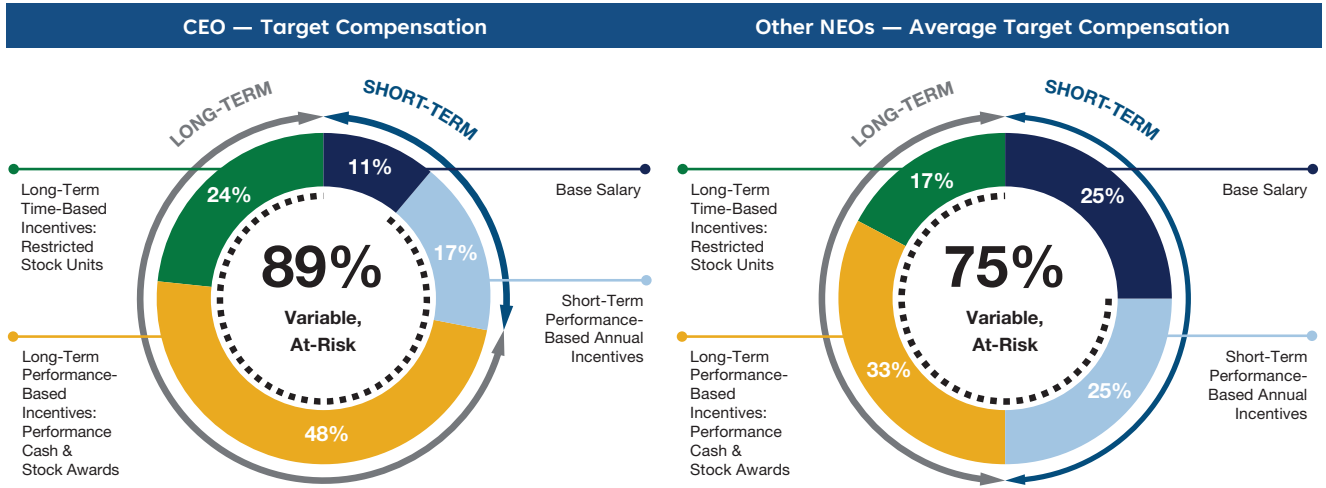 CEO — Target Compensation
LONG-TERM
SHORT-TERM
11%
24%
17%
48%
89%
Variable,
At-Risk
Long-Term
Time-Based
Incentives:
Restricted
Stock Units
Base Salary
Short-Term
Performance-
Based Annual
Incentives
Long-Term
Performance-
Based
Incentives:
Performance
Cash &
Stock Awards
Other NEOs — Average Target Compensation
LONG-TERM
SHORT-TERM
17%
25%
33%
25%
75%
Variable,
At-Risk
Long-Term
Time-Based
Incentives:
Restricted
Stock Units
Base Salary
Long-Term
Performance-
Based
Incentives:
Performance
Cash &
Stock Awards
Short-Term
Performance-
Based Annual
Incentives